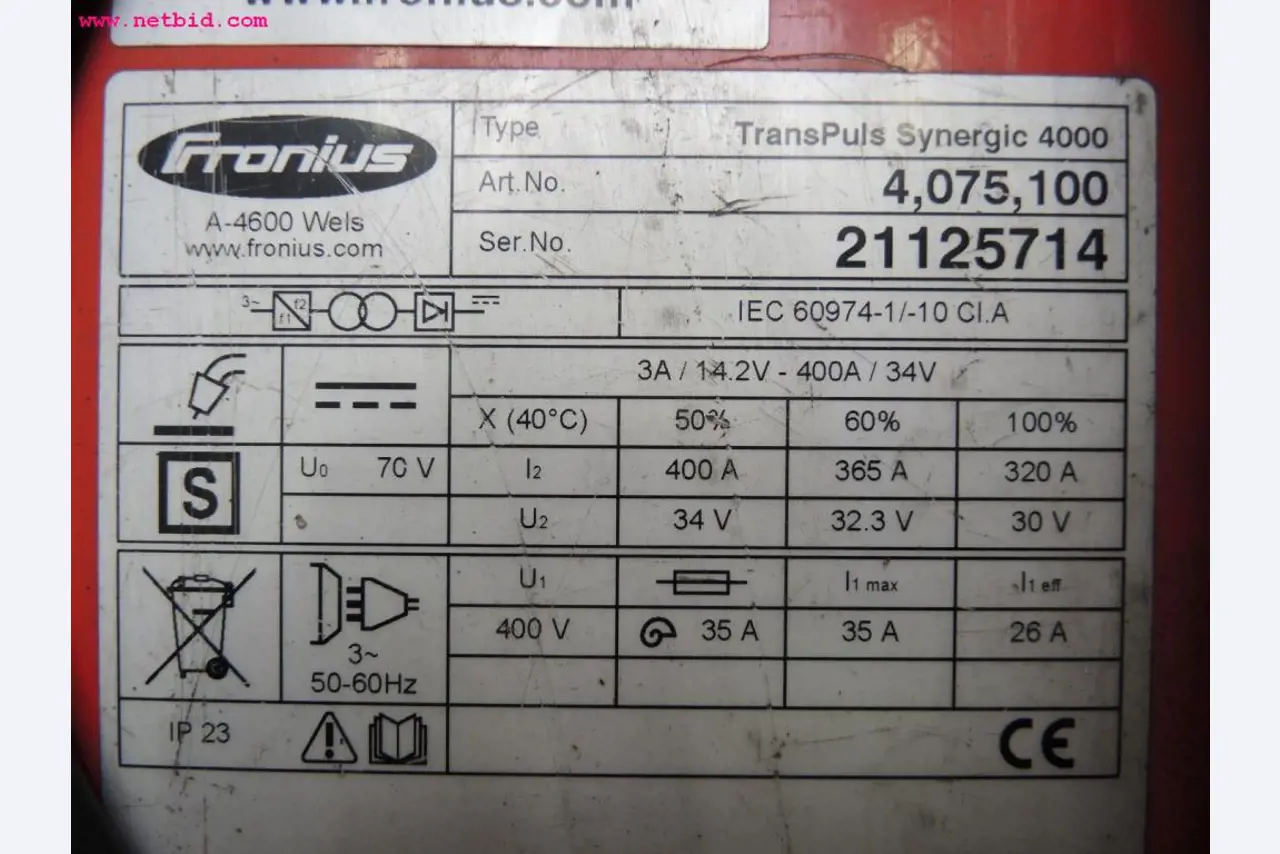 www.netbid.com
www.fronius.com
Fronius
A-4600 Wels
www.fronius.com
Type TransPuls Synergic 4000
Art.No. 4,075,100
Ser.No. 21125714
3~ f1 f2
IEC 60974-1/-10 Cl.A
3A / 14.2V - 400A / 34V
X (40°C) 50% 60% 100%
S
U0 70 V
I2 400 A 365 A 320 A
U2 34 V 32.3 V 30 V
3~
50-60Hz
U1 I1 max I1 eff
400 V 35 A 35 A 26 A
IP 23
CE